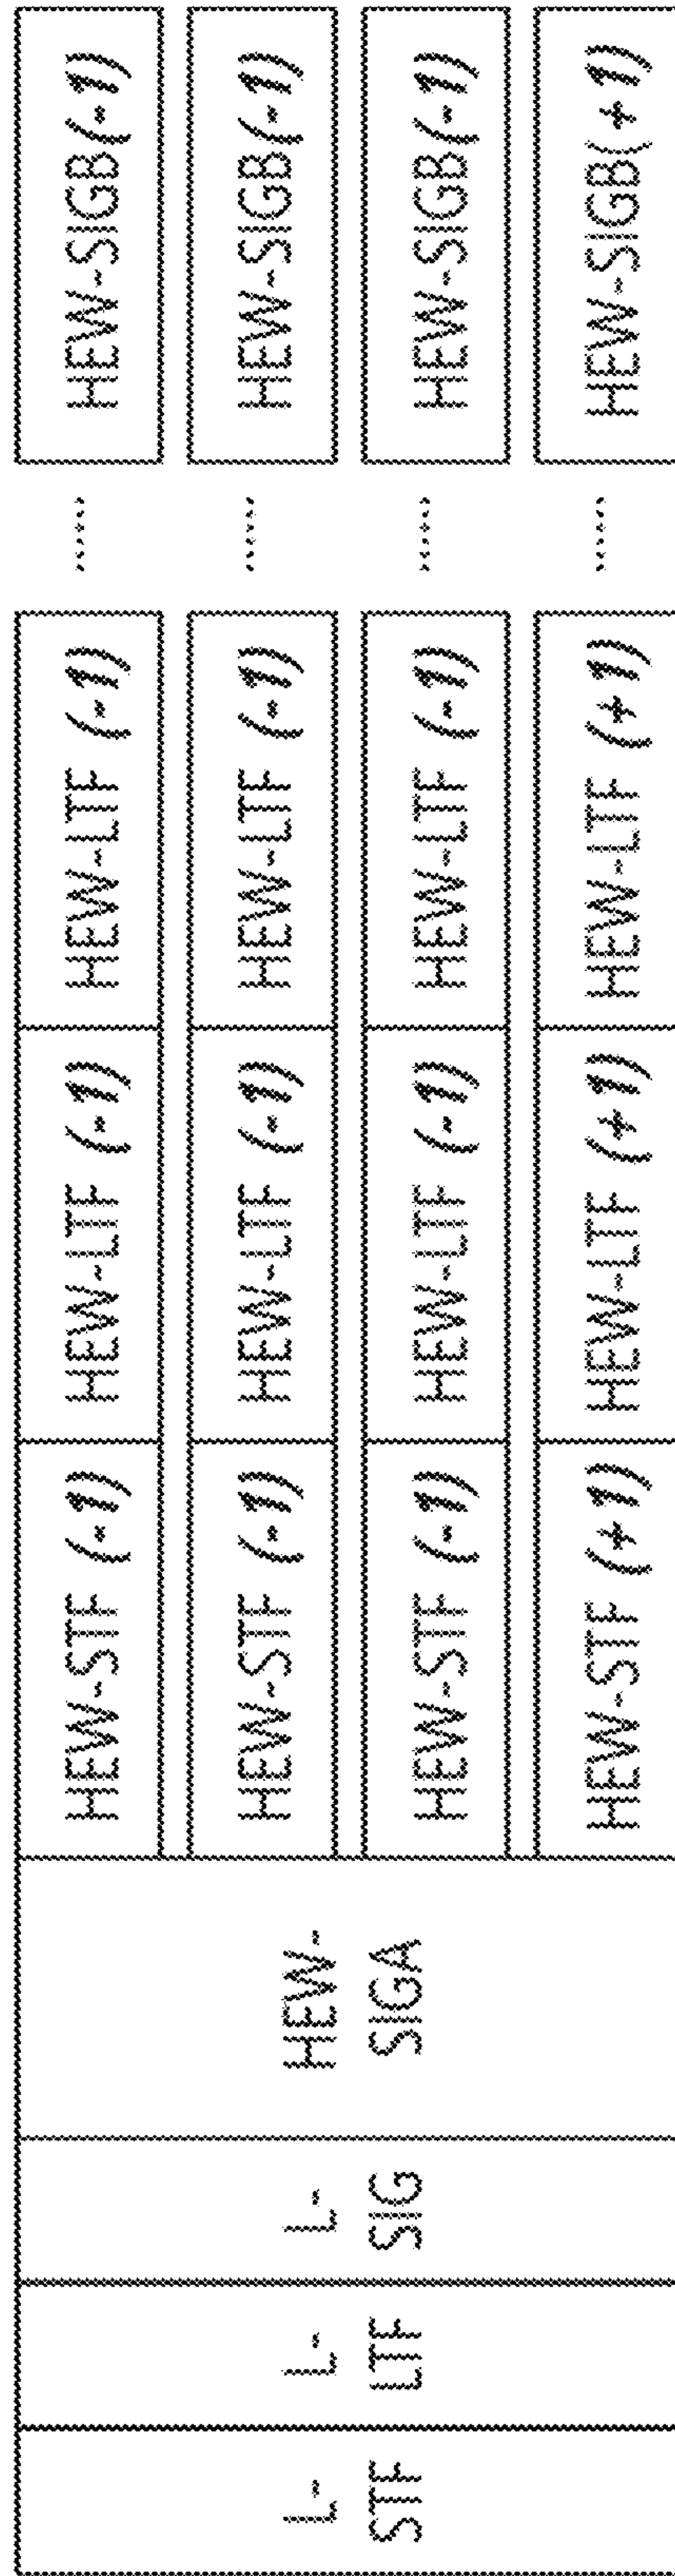 L-
STF
L-
LTF
L-
SIG
HEW-
SIGA
HEW-STF (-1)
HEW-LTF (-1)
HEW-LTF (-1)
.....
HEW-SIGB(-1)
HEW-STF (-1)
HEW-LTF (-1)
HEW-LTF (-1)
.....
HEW-SIGB(-1)
HEW-STF (-1)
HEW-LTF (-1)
HEW-LTF (-1)
.....
HEW-SIGB(-1)
HEW-STF (+1)
HEW-LTF (+1)
HEW-LTF (+1)
.....
HEW-SIGB(+1)